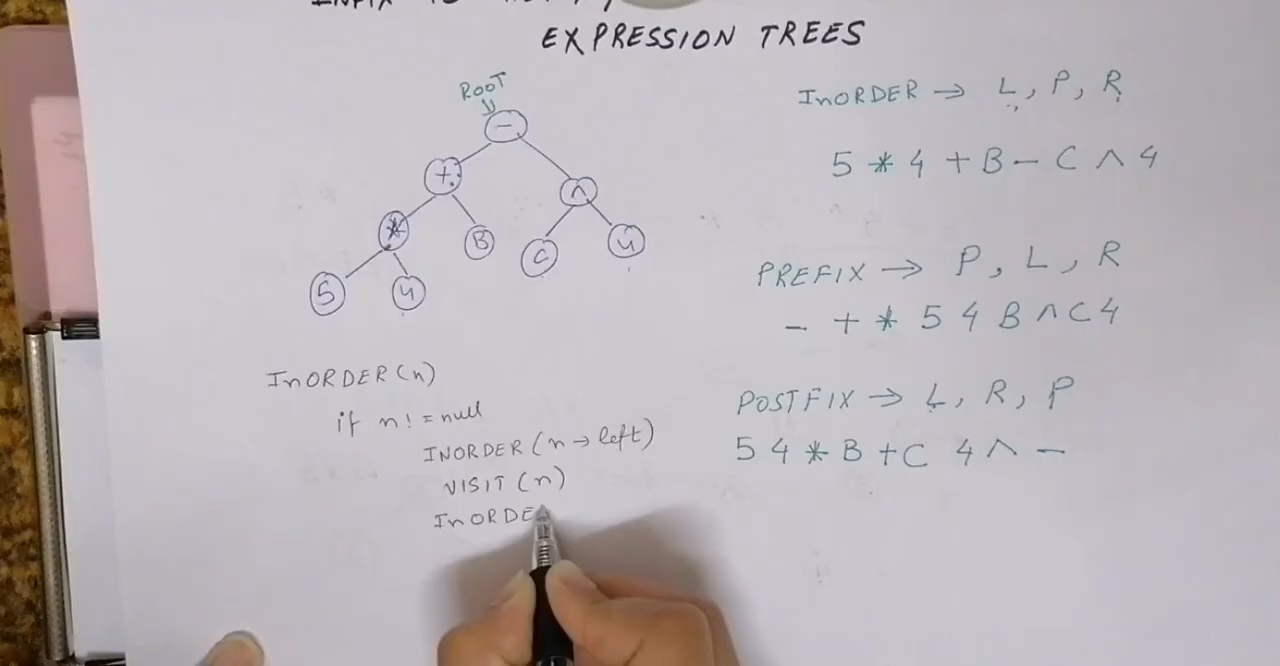 EXPRESSION TREES
ROOT
−
+
∧
*
B
C
4
5
4
InORDER → L, P, R
5 * 4 + B − C ∧ 4
PREFIX → P, L, R
− + * 5 4 B ∧ C 4
POSTFIX → L, R, P
5 4 * B + C 4 ∧ −
InORDER(n)
if n! = null
INORDER (n → left)
VISIT (n)
InORDE